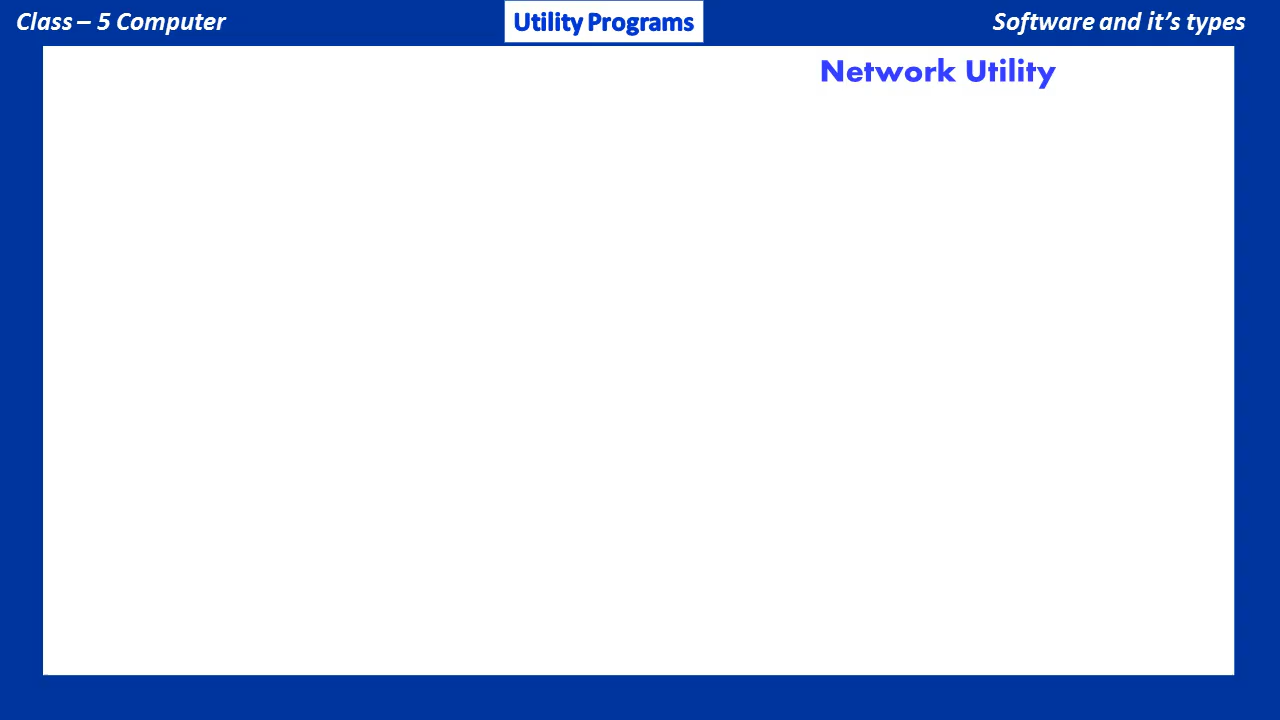 Class – 5 Computer
Utility Programs
Software and it’s types
Network Utility